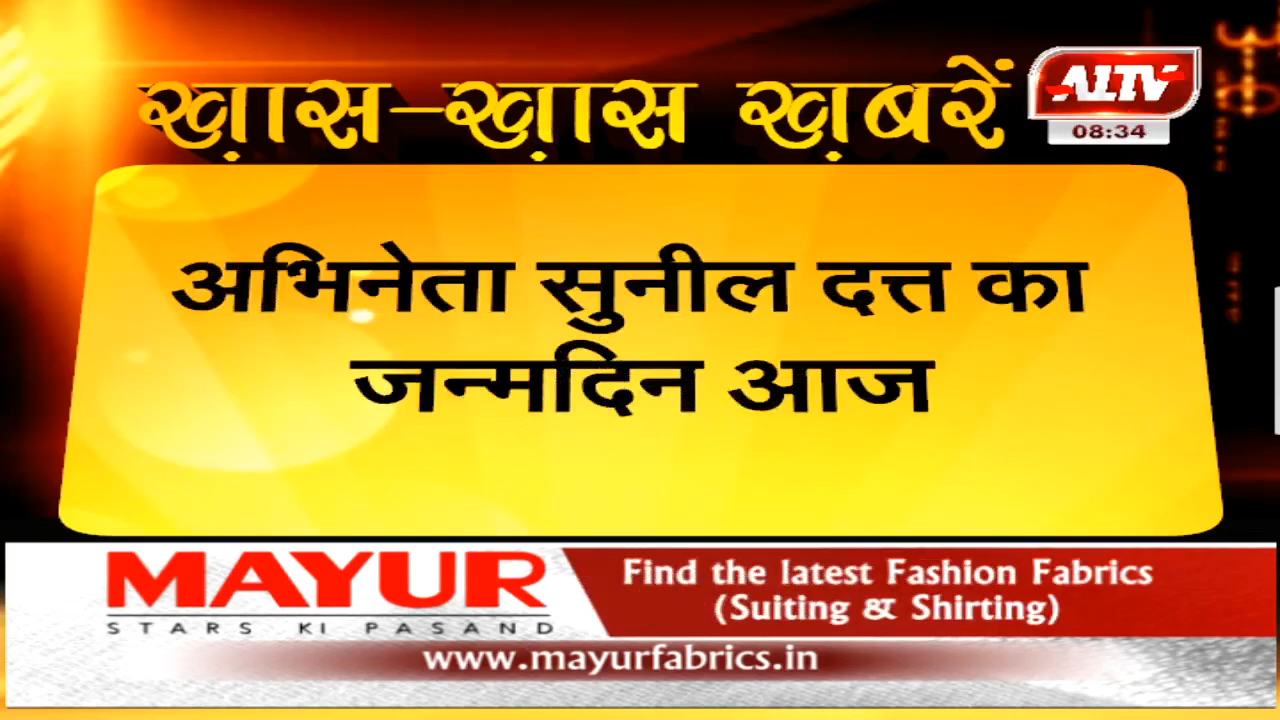 ख़ास-ख़ास ख़बरें
A1TV
08:34
अभिनेता सुनील दत्त का
जन्मदिन आज
MAYUR
STARS KI PASAND
Find the latest Fashion Fabrics
(Suiting & Shirting)
www.mayurfabrics.in